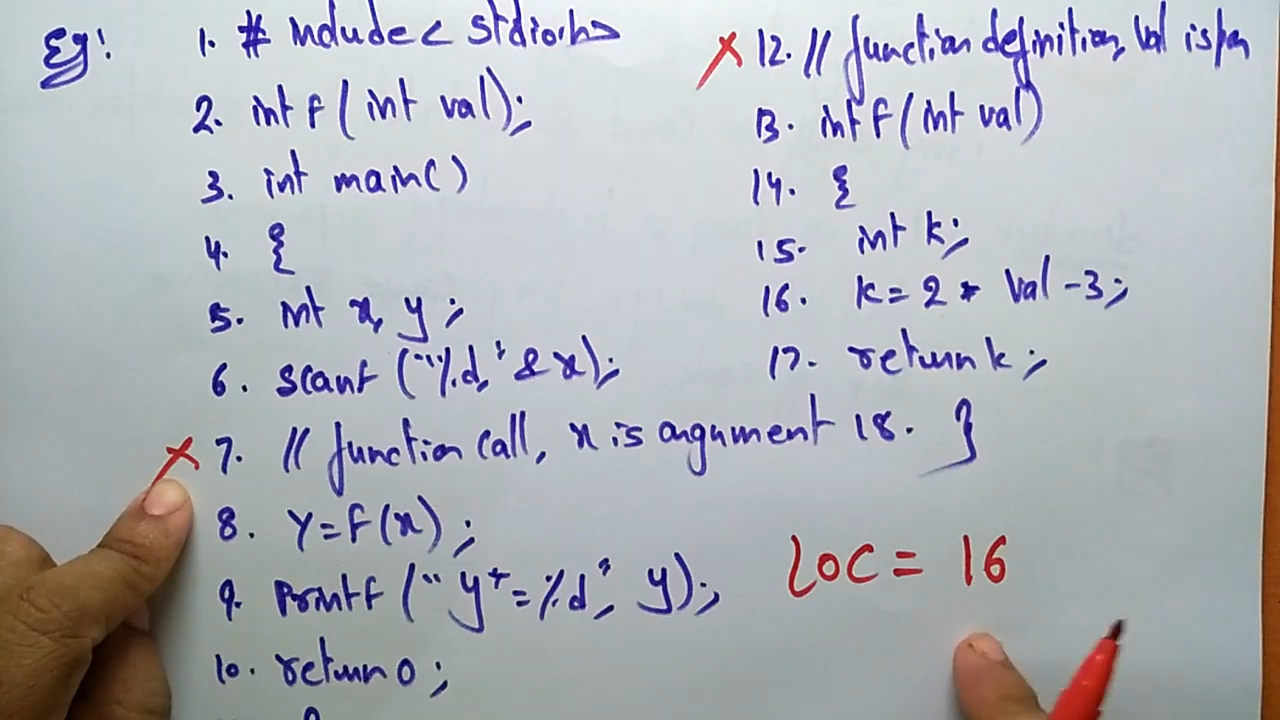 Eg:
1. # include < stdio.h>
2. int f ( int val);
3. int main()
4. {
5. int x, y ;
6. scanf ("%d," &x);
✗ 7. // function call, x is argument
8. Y=f(x) ;
9. Printf ("y+=%d", y);
10. return 0 ;
✗ 12. // function definition, Val is par
13. int f ( int val)
14. {
15. int k;
16. k= 2 * Val -3;
17. return k ;
18. }
LOC = 16